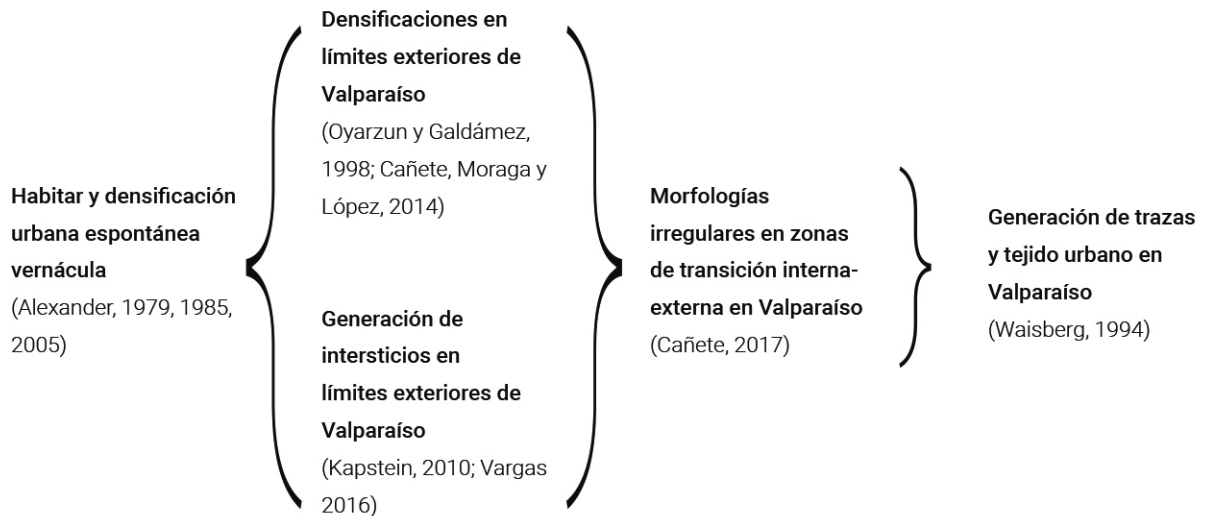 Habitar y densificación
urbana espontánea
vernácula
(Alexander, 1979, 1985,
2005)
Densificaciones en
límites exteriores de
Valparaíso
(Oyarzun y Galdámez,
1998; Cañete, Moraga y
López, 2014)
Generación de
intersticios en
límites exteriores de
Valparaíso
(Kapstein, 2010; Vargas
2016)
Morfologías
irregulares en zonas
de transición interna-
externa en Valparaíso
(Cañete, 2017)
Generación de trazas
y tejido urbano en
Valparaíso
(Waisberg, 1994)